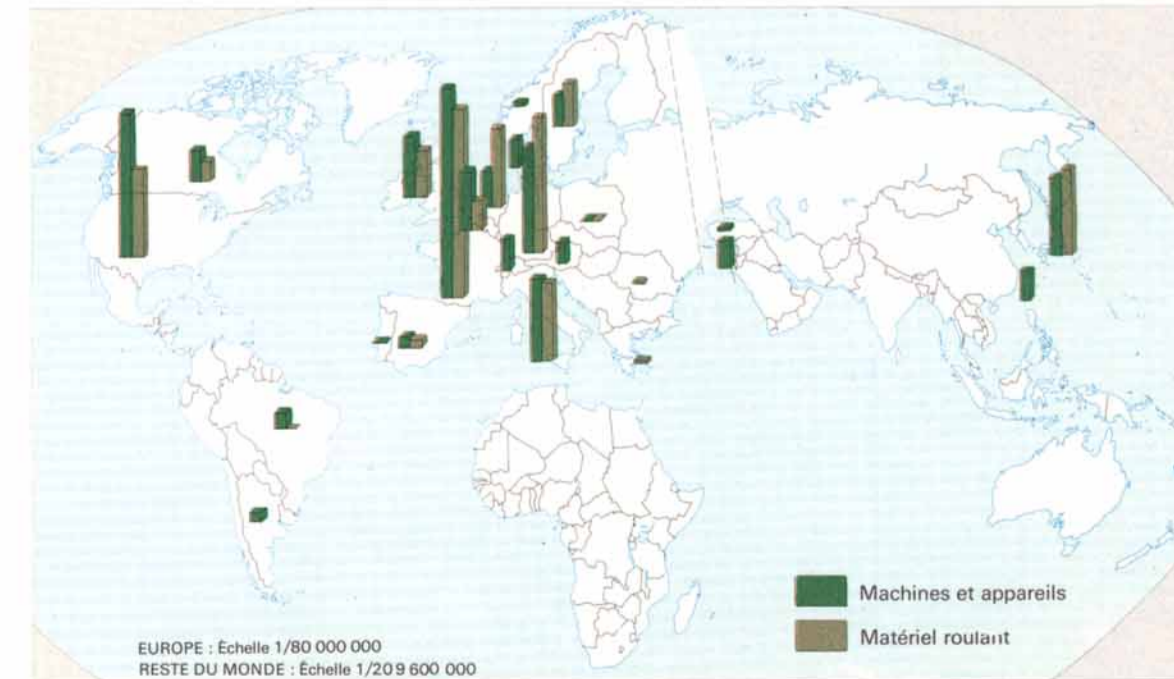 Machines et appareils
Matériel roulant
EUROPE : Échelle 1/80 000 000
RESTE DU MONDE : Échelle 1/209 600 000